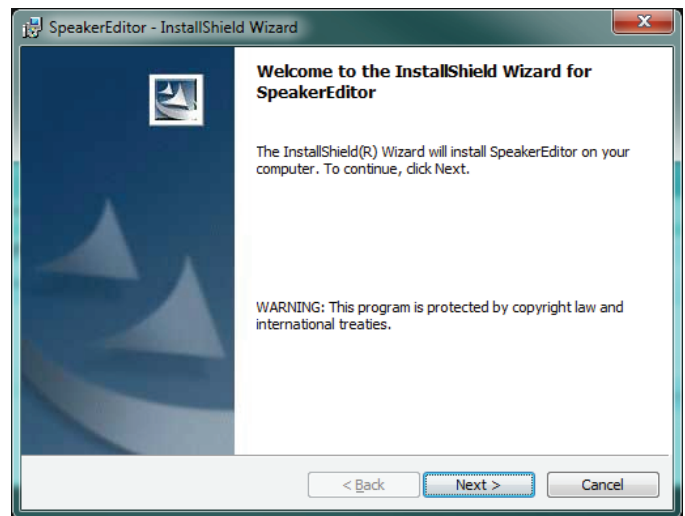 SpeakerEditor - InstallShield Wizard
Welcome to the InstallShield Wizard for
SpeakerEditor
The InstallShield(R) Wizard will install SpeakerEditor on your
computer. To continue, click Next.
WARNING: This program is protected by copyright law and
international treaties.
< Back Next > Cancel